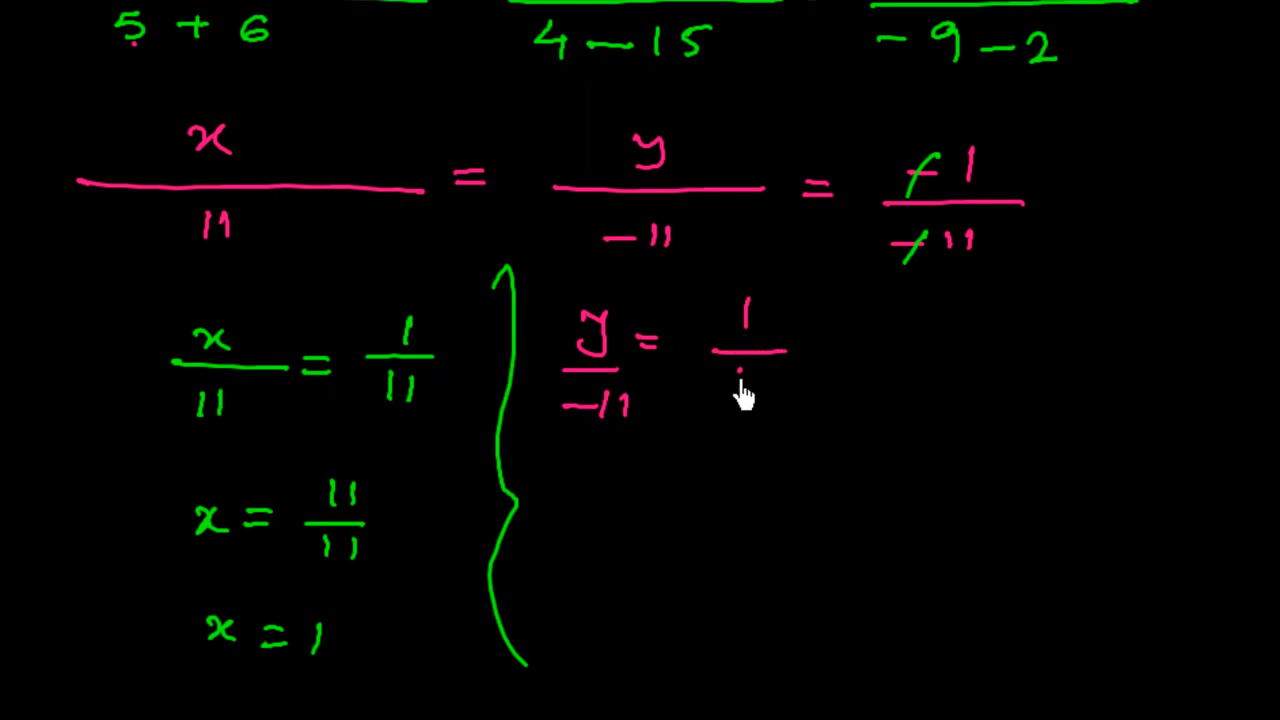 5 + 6    4 - 15    - 9 - 2
x/11 = y/-11 = -1/-11
x/11 = 1/11    y/-11 = 1/
x = 11/11
x = 1